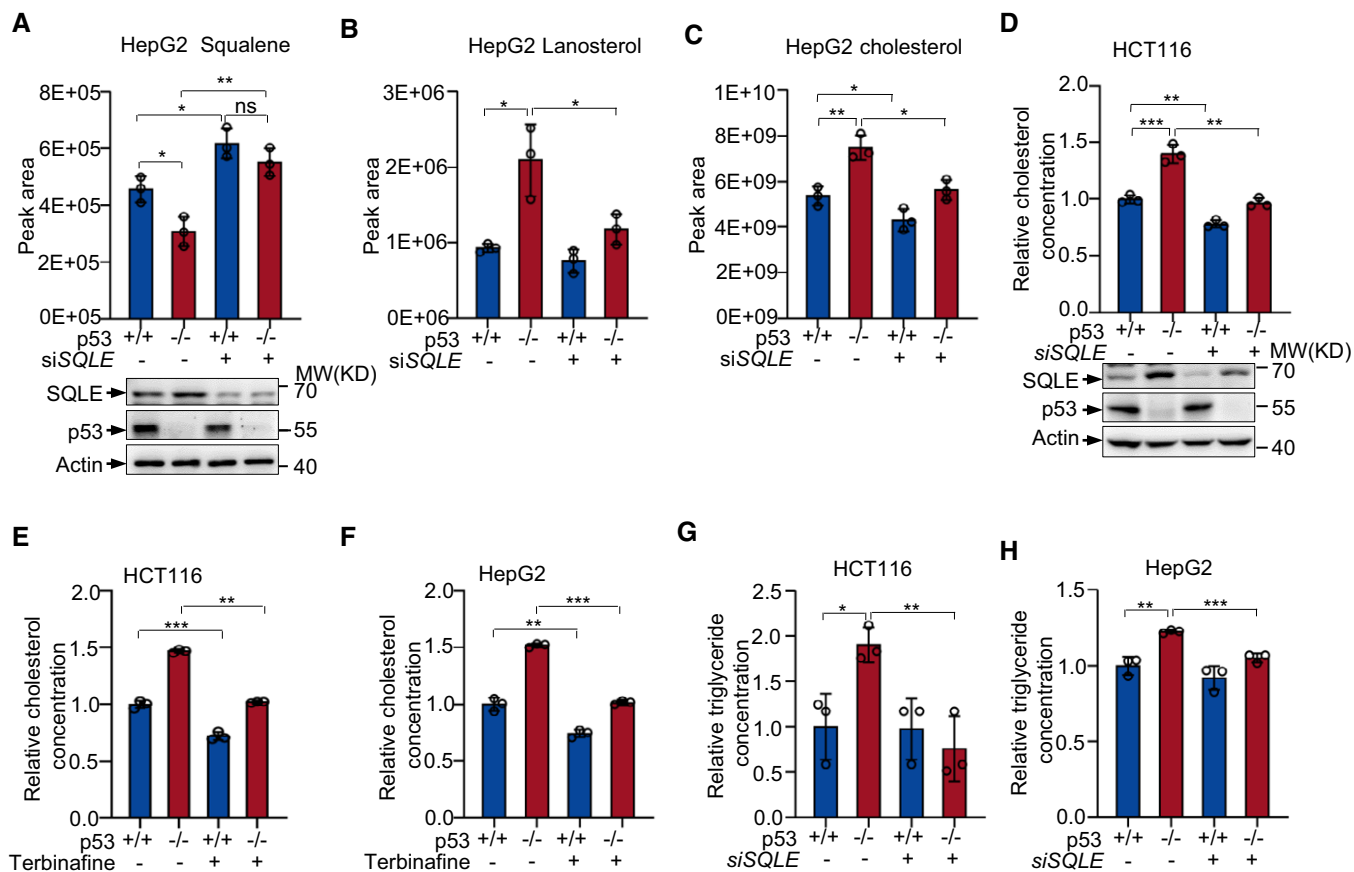 A
HepG2 Squalene
Peak area
8E+05
6E+05
4E+05
2E+05
0E+05
*
*
**
ns
p53 +/+ -/- +/+ -/-
siSQLE - - + +
MW(KD)
SQLE 70
p53 55
Actin 40
B
HepG2 Lanosterol
Peak area
3E+06
2E+06
1E+06
0E+06
*
*
p53 +/+ -/- +/+ -/-
siSQLE - - + +
C
HepG2 cholesterol
Peak area
1E+10
8E+09
6E+09
4E+09
2E+09
0E+09
*
**
*
p53 +/+ -/- +/+ -/-
siSQLE - - + +
D
HCT116
Relative cholesterol
concentration
2.0
1.5
1.0
0.5
0.0
**
***
**
p53 +/+ -/- +/+ -/-
siSQLE - - + + MW(KD)
SQLE 70
p53 55
Actin 40
E
HCT116
Relative cholesterol
concentration
2.0
1.5
1.0
0.5
0.0
**
***
p53 +/+ -/- +/+ -/-
Terbinafine - - + +
F
HepG2
Relative cholesterol
concentration
2.0
1.5
1.0
0.5
0.0
***
**
p53 +/+ -/- +/+ -/-
Terbinafine - - + +
G
HCT116
Relative triglyceride
concentration
2.5
2.0
1.5
1.0
0.5
0.0
*
**
p53 +/+ -/- +/+ -/-
siSQLE - - + +
H
HepG2
Relative triglyceride
concentration
1.5
1.0
0.5
0.0
**
***
p53 +/+ -/- +/+ -/-
siSQLE - - + +